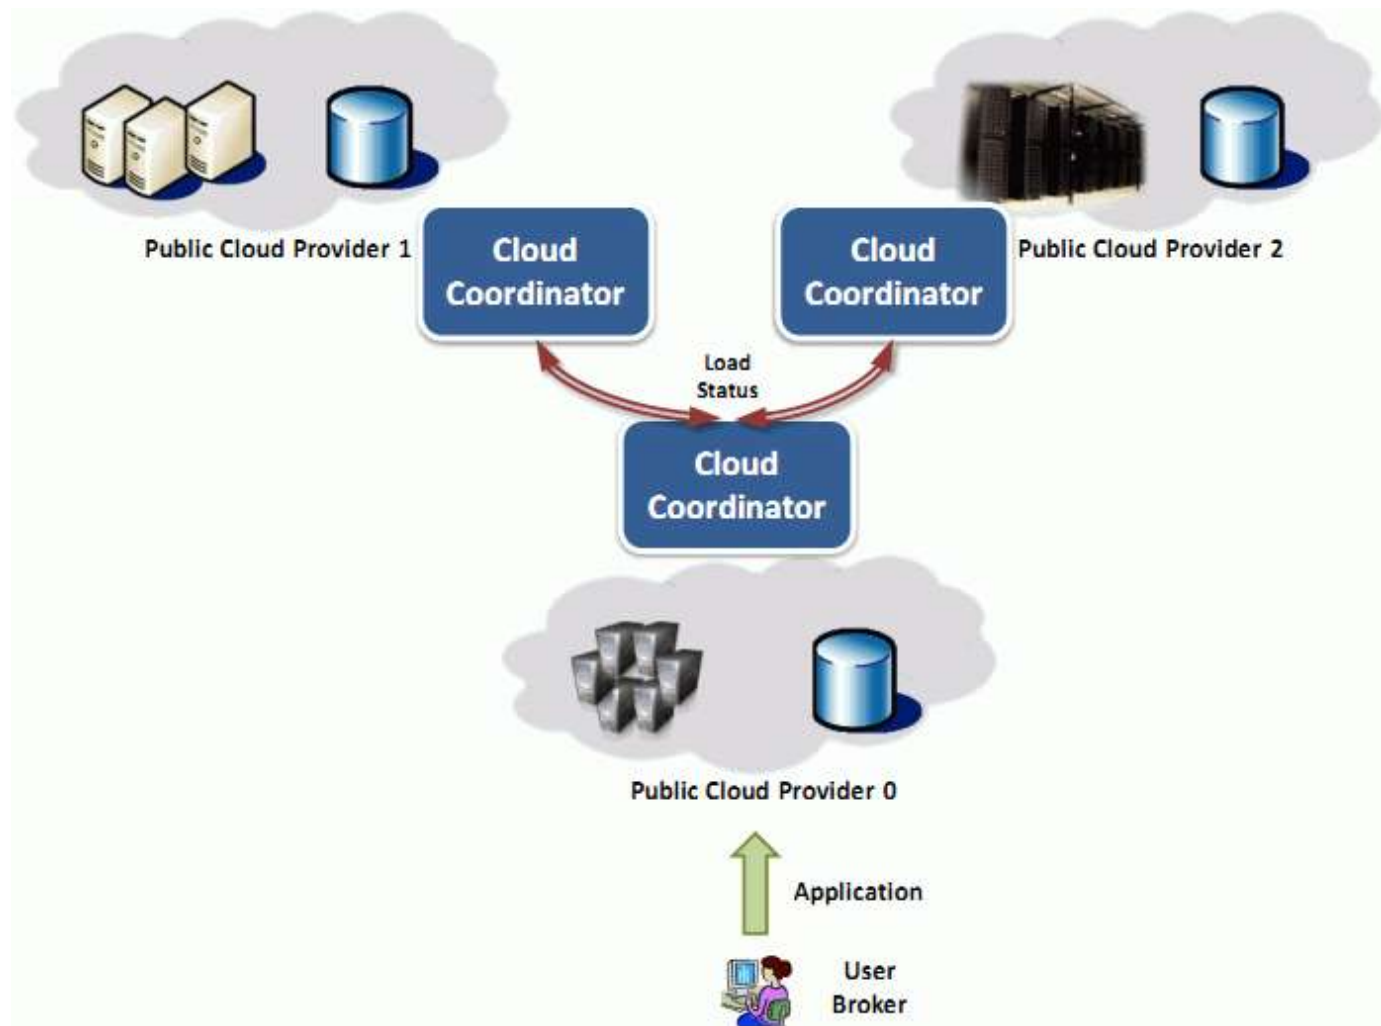 Public Cloud Provider 1
Cloud
Coordinator
Cloud
Coordinator
Public Cloud Provider 2
Load
Status
Cloud
Coordinator
Public Cloud Provider 0
Application
User
Broker